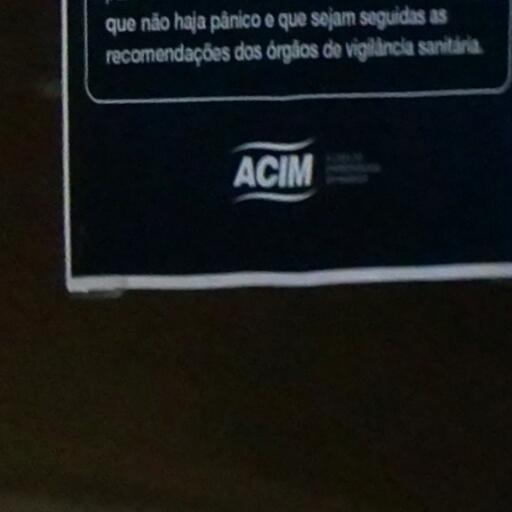 que não haja pânico e que sejam seguidas as
recomendações dos órgãos de vigilância sanitária.
ACIM